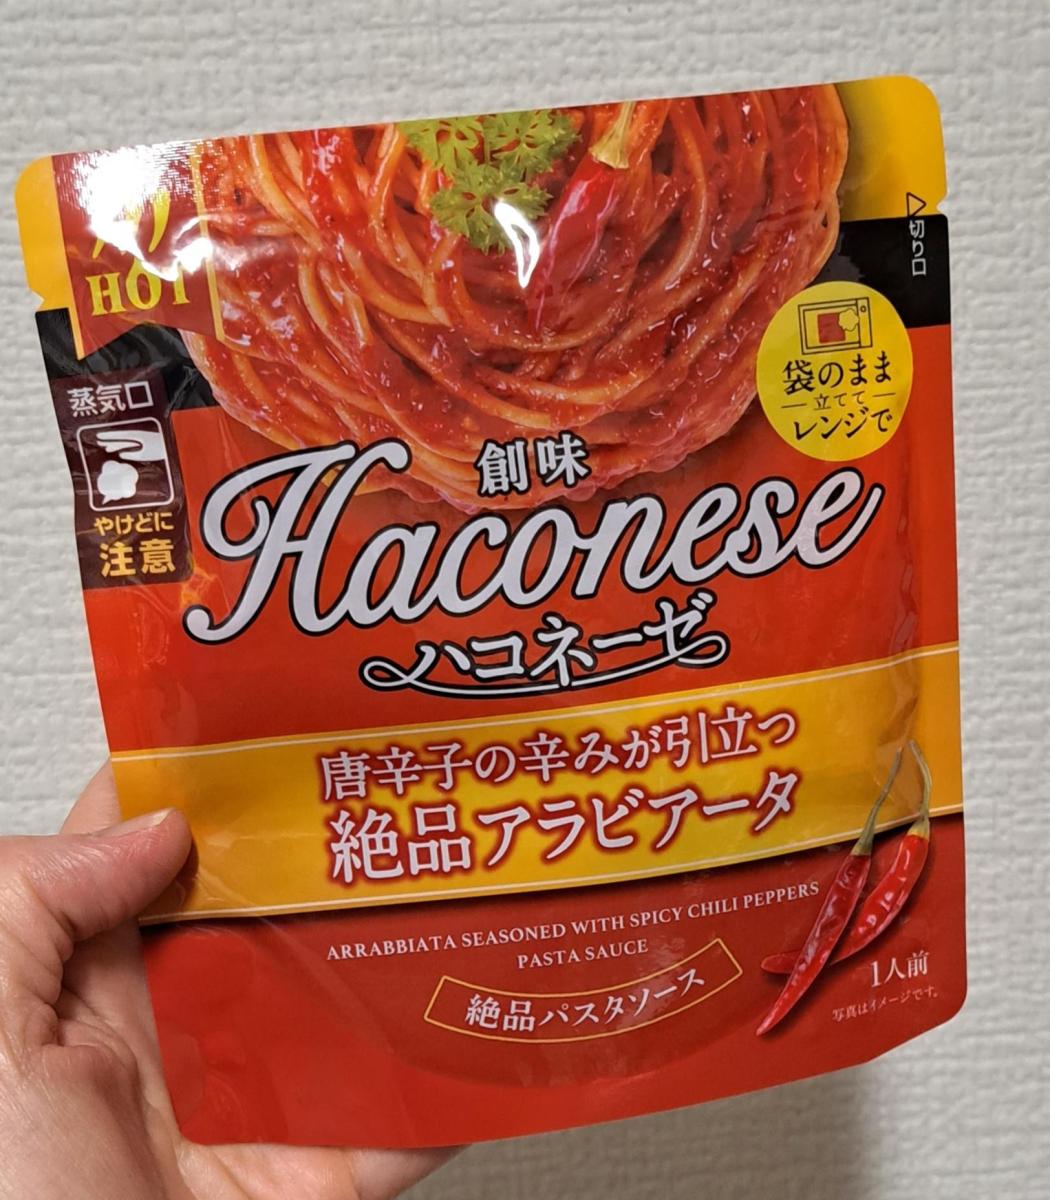 HOT
切り口
袋のまま
立てて
レンジで
蒸気口
やけどに
注意
創味
Haconese
ハコネーゼ
唐辛子の辛みが引立つ
絶品アラビアータ
ARRABBIATA SEASONED WITH SPICY CHILI PEPPERS
PASTA SAUCE
絶品パスタソース
1人前
写真はイメージです。